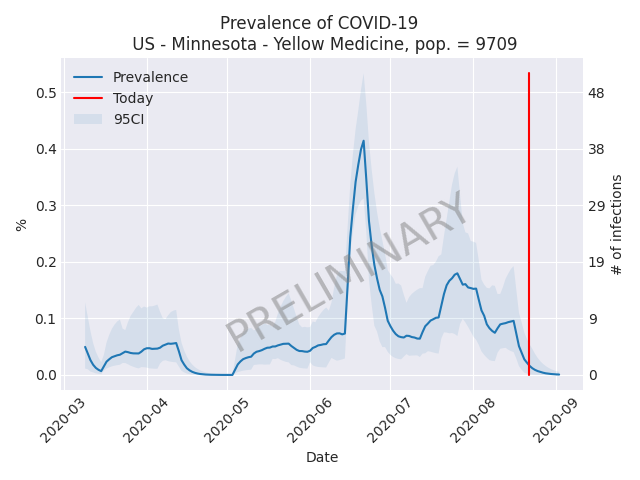 Prevalence of COVID-19
US - Minnesota - Yellow Medicine, pop. = 9709
Prevalence
Today
95CI
PRELIMINARY
%
0.5
0.4
0.3
0.2
0.1
0.0
48
38
29
19
9
0
# of infections
2020-03
2020-04
2020-05
2020-06
2020-07
2020-08
2020-09
Date